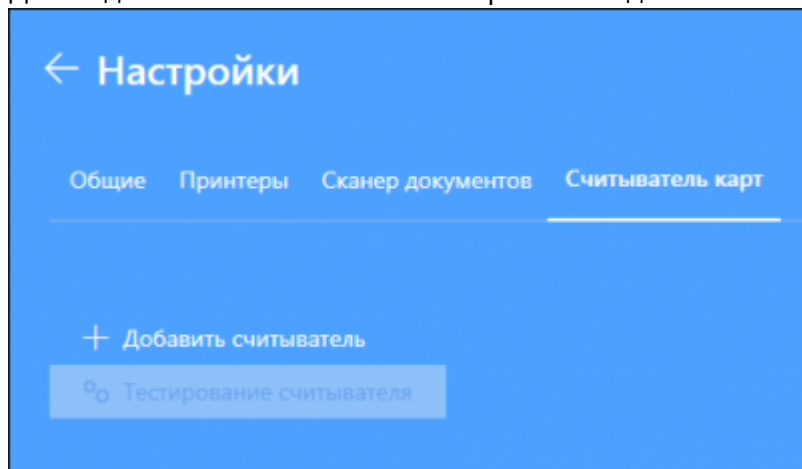 Настройки
Общие Принтеры Сканер документов Считыватель карт
Добавить считыватель
Тестирование считывателя